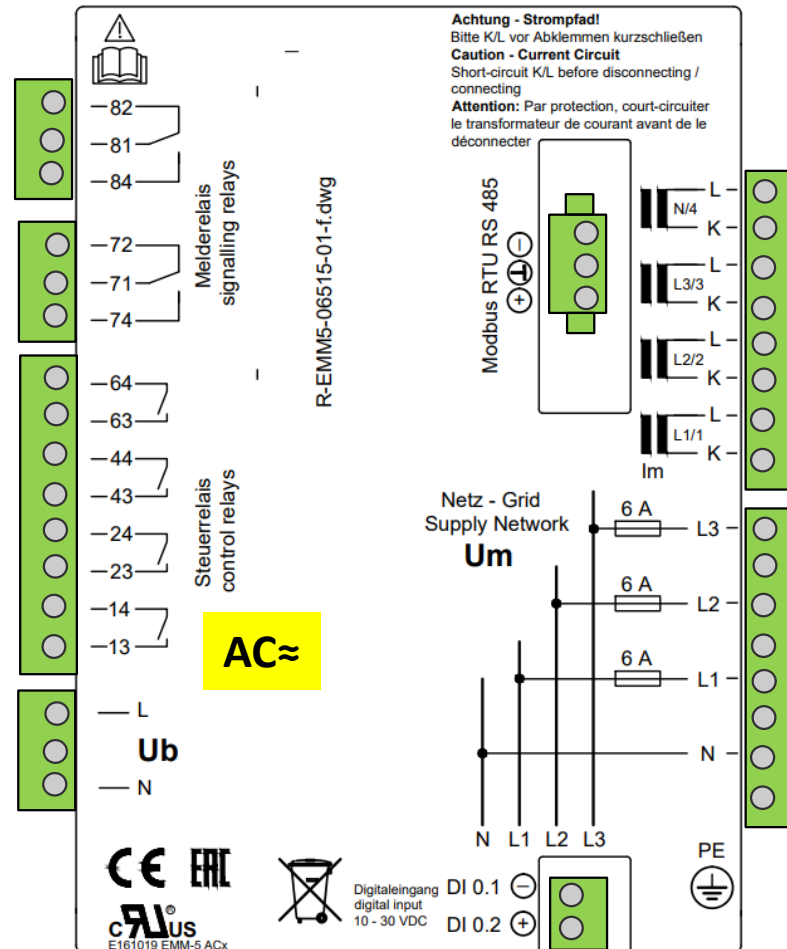 Achtung - Strompfad!
Bitte K/L vor Abklemmen kurzschließen
Caution - Current Circuit
Short-circuit K/L before disconnecting /
connecting
Attention: Par protection, court-circuiter
le transformateur de courant avant de le
déconnecter
82
81
84
72
71
74
Melderelais
signalling relays
64
63
44
43
24
23
14
13
Steuerrelais
control relays
R-EMM5-06515-01-f.dwg
AC≈
L
Ub
N
Modbus RTU RS 485
−
T
+
L
N/4
K
L
L3/3
K
L
L2/2
K
L
L1/1
K
Im
Netz - Grid
Supply Network
Um
6 A
L3
6 A
L2
6 A
L1
N
N L1 L2 L3
PE
CE EAC
Digitaleingang
digital input
10 - 30 VDC
DI 0.1 −
DI 0.2 +
C RU® US
E161019 EMM-5 ACx